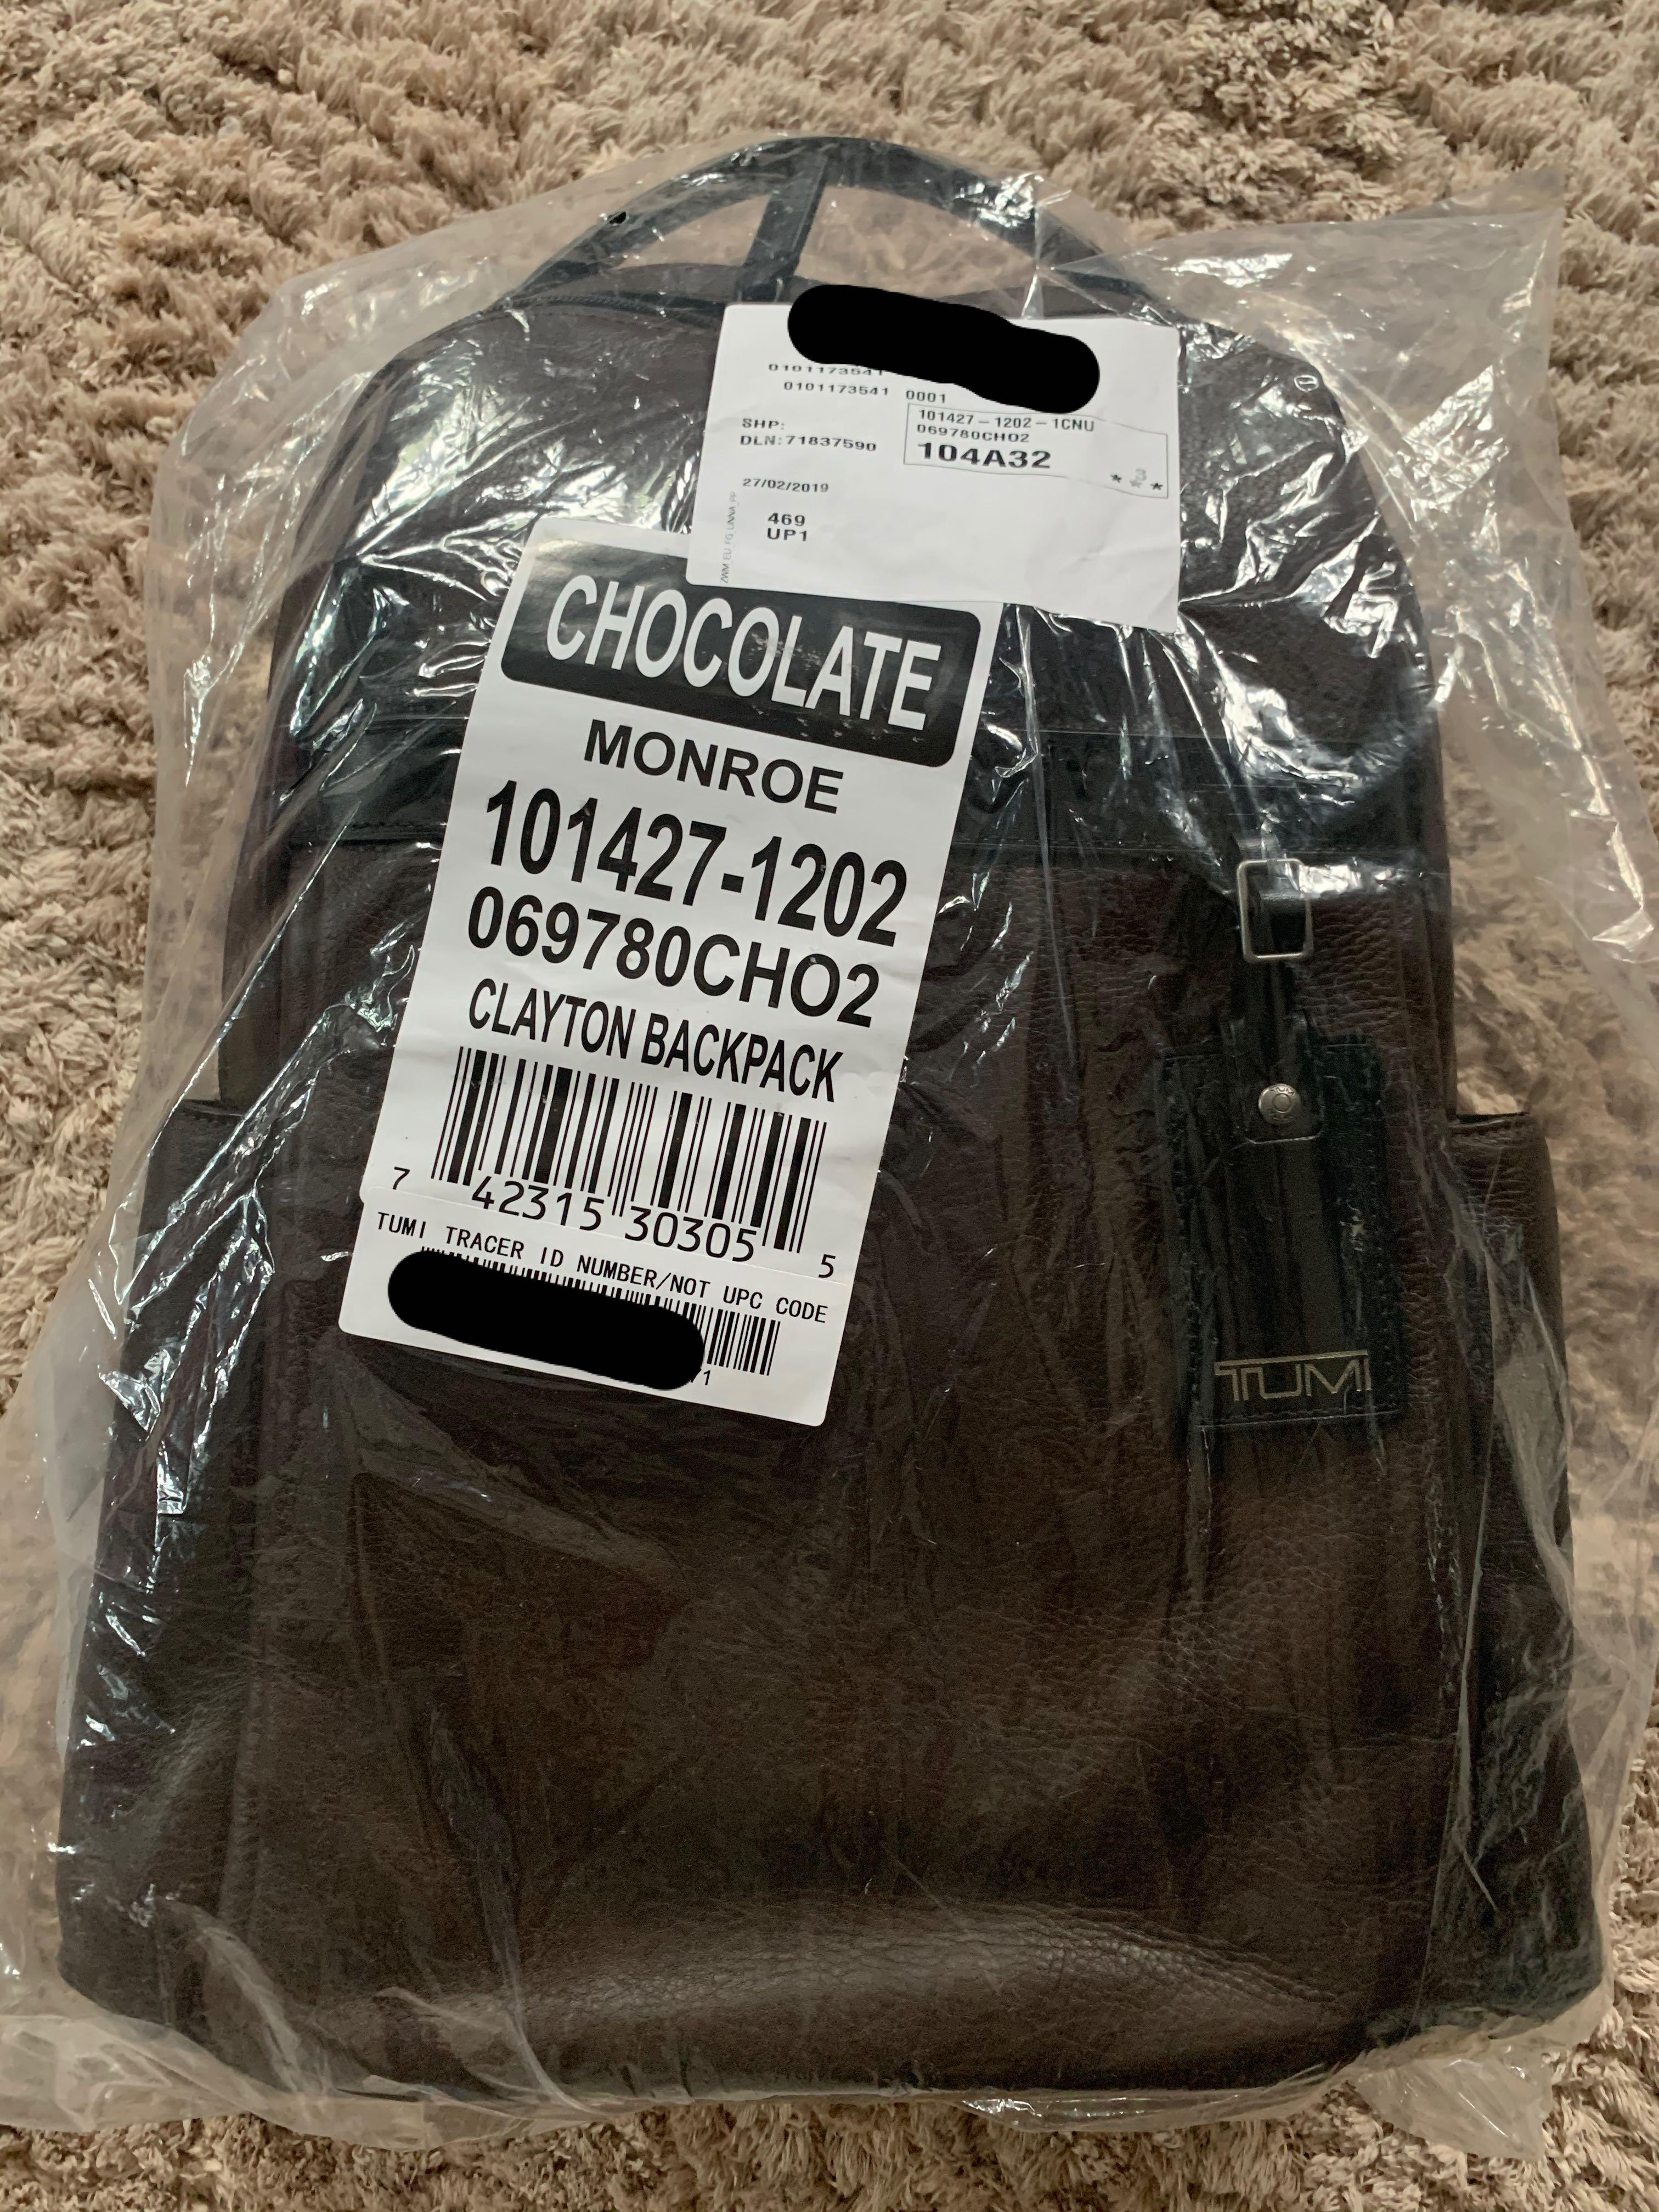 0101173541
0101173541 0001
101427-1202-1CNU
069780CHO2
104A32
SHP:
DLN:71837590
27/02/2019
469
UP1
CHOCOLATE
MONROE
101427-1202
069780CHO2
CLAYTON BACKPACK
7 42315 30305 5
TUMI TRACER ID NUMBER/NOT UPC CODE
TUMI